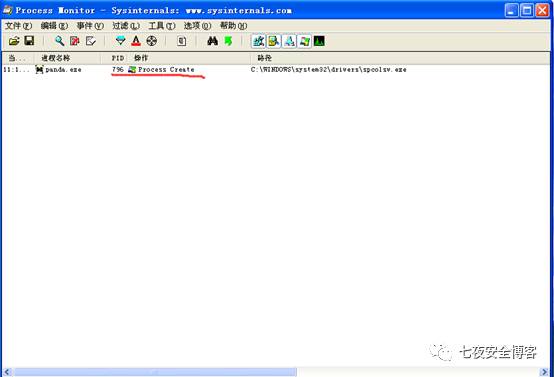 Process Monitor - Sysinternals: www.sysinternals.com
文件(F) 编辑(E) 事件(V) 过滤(L) 工具(T) 选项(O) 帮助(H)
当... 进程名称 PID 操作 路径
11:1... panda.exe 796 Process Create C:\WINDOWS\system32\drivers\spcolsv.exe
七夜安全博客